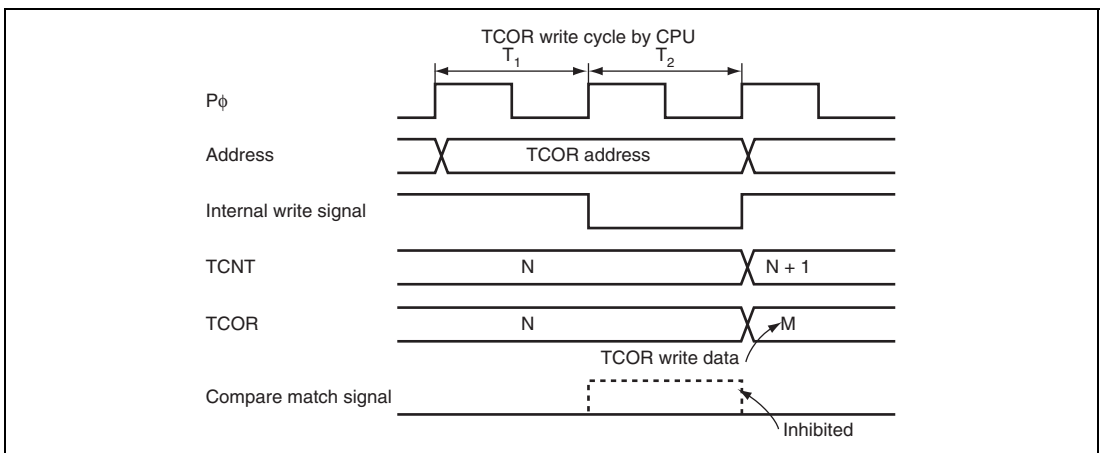 TCOR write cycle by CPU
T1 T2
Pφ
Address TCOR address
Internal write signal
TCNT N N + 1
TCOR N M
TCOR write data
Compare match signal
Inhibited